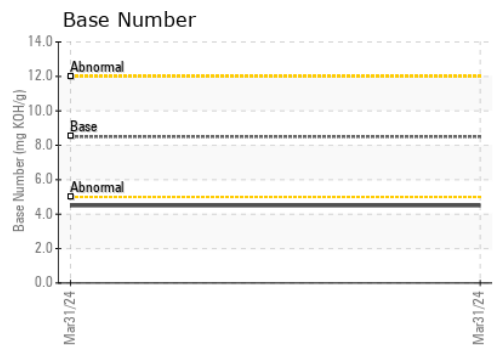 Base Number
Base Number (mg KOH/g)
14.0
12.0
10.0
8.0
6.0
4.0
2.0
0.0
Abnormal
Base
Abnormal
Mar31/24
Mar31/24